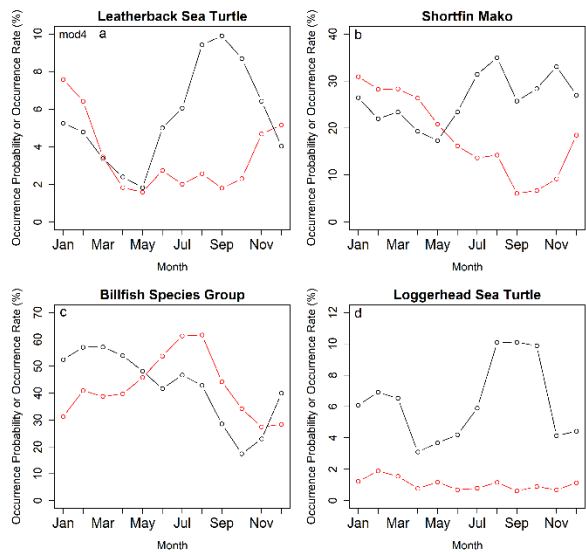 Leatherback Sea Turtle
mod4 a
Occurrence Probability or Occurrence Rate (%)
10
8
6
4
2
0
Jan Mar May Jul Sep Nov
Month
Shortfin Mako
b
Occurrence Probability or Occurrence Rate (%)
40
30
20
10
0
Jan Mar May Jul Sep Nov
Month
Billfish Species Group
c
Occurrence Probability or Occurrence Rate (%)
70
60
50
40
30
20
10
0
Jan Mar May Jul Sep Nov
Month
Loggerhead Sea Turtle
d
Occurrence Probability or Occurrence Rate (%)
12
10
8
6
4
2
0
Jan Mar May Jul Sep Nov
Month